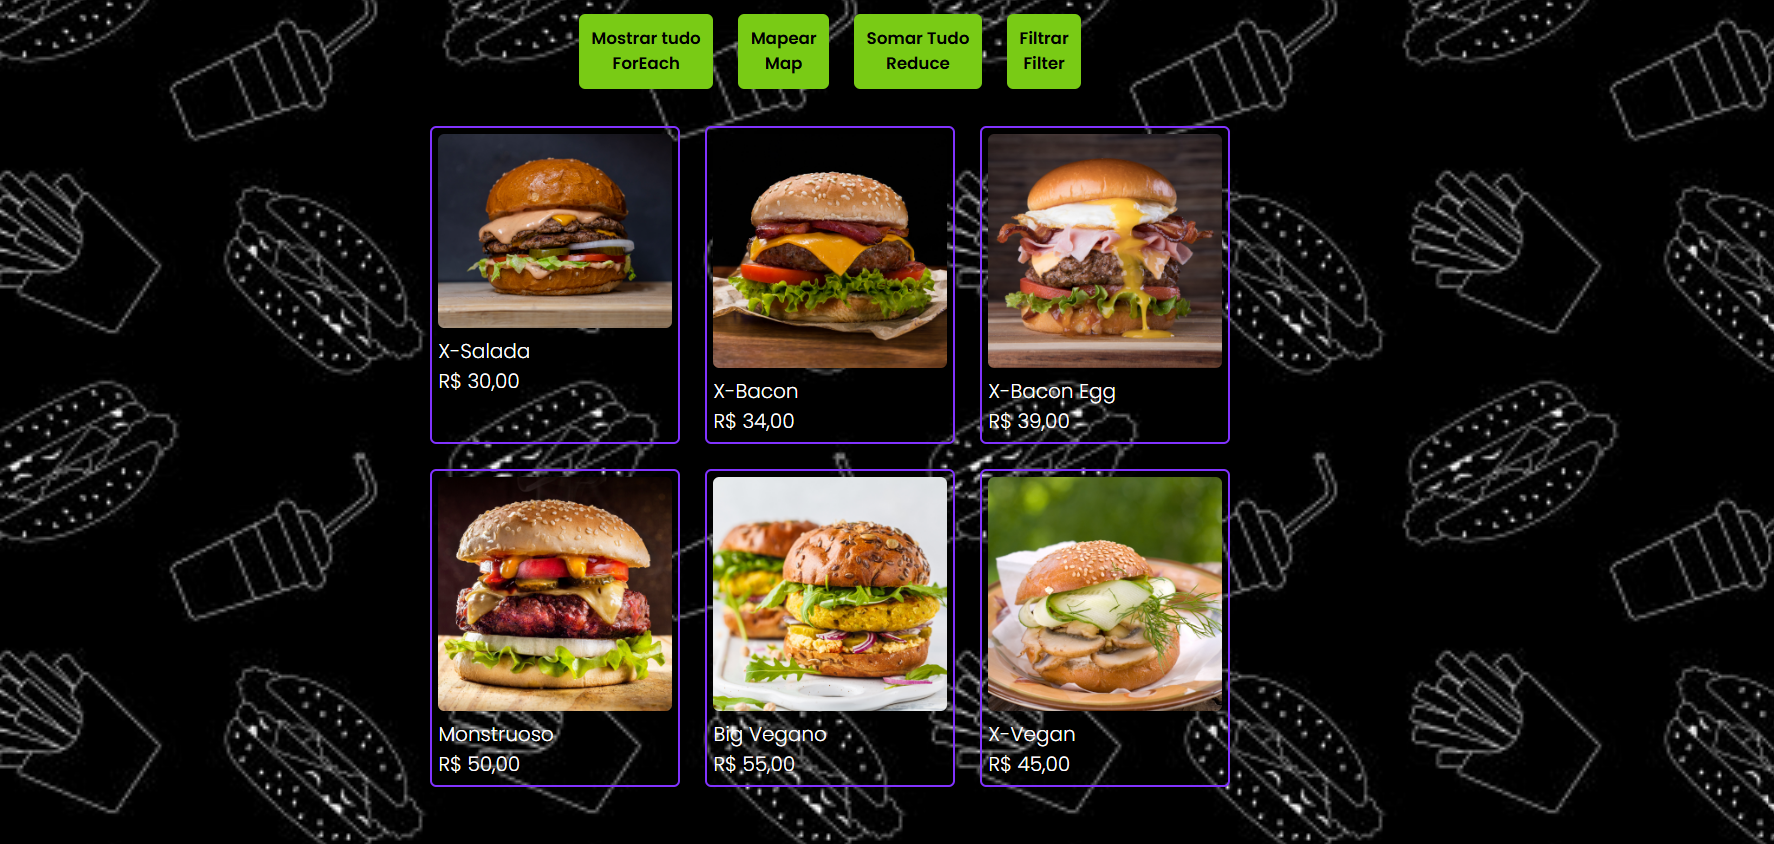 Mostrar tudo
ForEach
Mapear
Map
Somar Tudo
Reduce
Filtrar
Filter
X-Salada
R$ 30,00
X-Bacon
R$ 34,00
X-Bacon Egg
R$ 39,00
Monstruoso
R$ 50,00
Big Vegano
R$ 55,00
X-Vegan
R$ 45,00